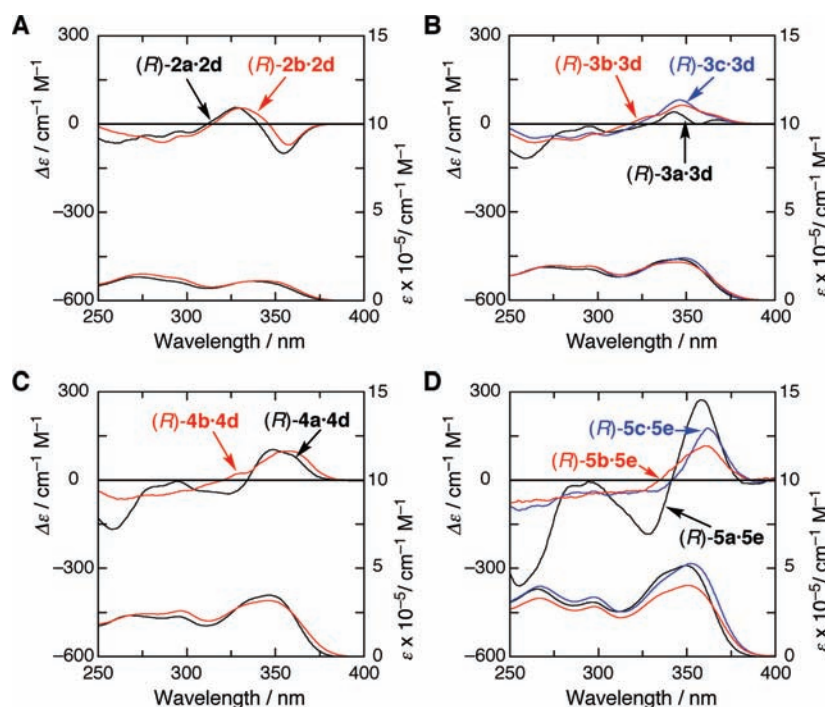 A
300
0
−300
−600
Δε / cm⁻¹ M⁻¹
15
10
5
0
ε x 10⁻⁵/ cm⁻¹ M⁻¹
(R)-2a·2d
(R)-2b·2d
250 300 350 400
Wavelength / nm
B
300
0
−300
−600
Δε / cm⁻¹ M⁻¹
15
10
5
0
ε x 10⁻⁵/ cm⁻¹ M⁻¹
(R)-3b·3d
(R)-3c·3d
(R)-3a·3d
250 300 350 400
Wavelength / nm
C
300
0
−300
−600
Δε / cm⁻¹ M⁻¹
15
10
5
0
ε x 10⁻⁵/ cm⁻¹ M⁻¹
(R)-4b·4d
(R)-4a·4d
250 300 350 400
Wavelength / nm
D
300
0
−300
−600
Δε / cm⁻¹ M⁻¹
15
10
5
0
ε x 10⁻⁵/ cm⁻¹ M⁻¹
(R)-5c·5e
(R)-5b·5e
(R)-5a·5e
250 300 350 400
Wavelength / nm